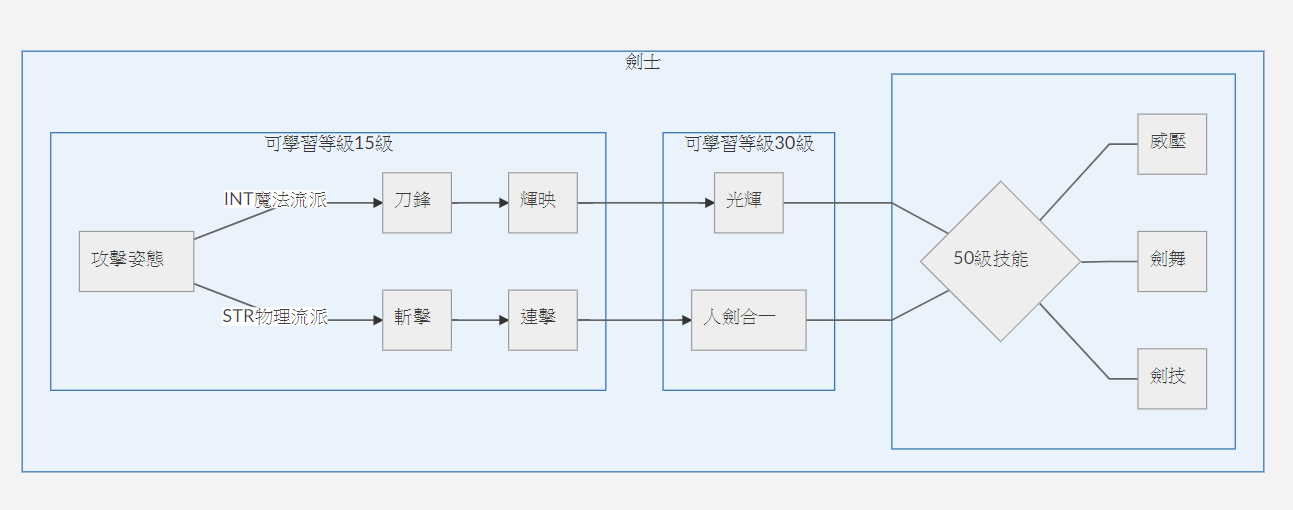 劍士
可學習等級15級
攻擊姿態
INT魔法流派
刀鋒
輝映
STR物理流派
斬擊
連擊
可學習等級30級
光輝
人劍合一
50級技能
威壓
劍舞
劍技